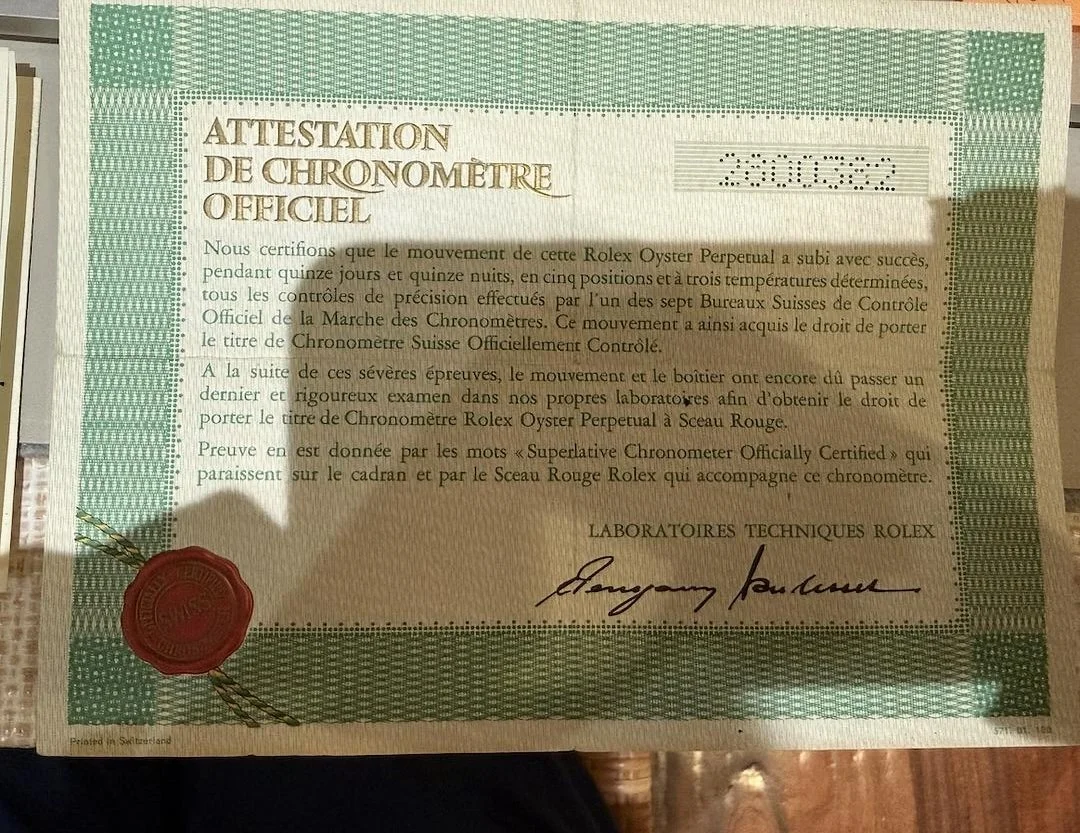 ATTESTATION
DE CHRONOMÈTRE
OFFICIEL
2600382
Nous certifions que le mouvement de cette Rolex Oyster Perpetual a subi avec succès,
pendant quinze jours et quinze nuits, en cinq positions et à trois températures déterminées,
tous les contrôles de précision effectués par l'un des sept Bureaux Suisses de Contrôle
Officiel de la Marche des Chronomètres. Ce mouvement a ainsi acquis le droit de porter
le titre de Chronomètre Suisse Officiellement Contrôlé.
A la suite de ces sévères épreuves, le mouvement et le boîtier ont encore dû passer un
dernier et rigoureux examen dans nos propres laboratoires afin d'obtenir le droit de
porter le titre de Chronomètre Rolex Oyster Perpetual à Sceau Rouge.
Preuve en est donnée par les mots « Superlative Chronometer Officially Certified » qui
paraissent sur le cadran et par le Sceau Rouge Rolex qui accompagne ce chronomètre.
LABORATOIRES TECHNIQUES ROLEX
Printed in Switzerland